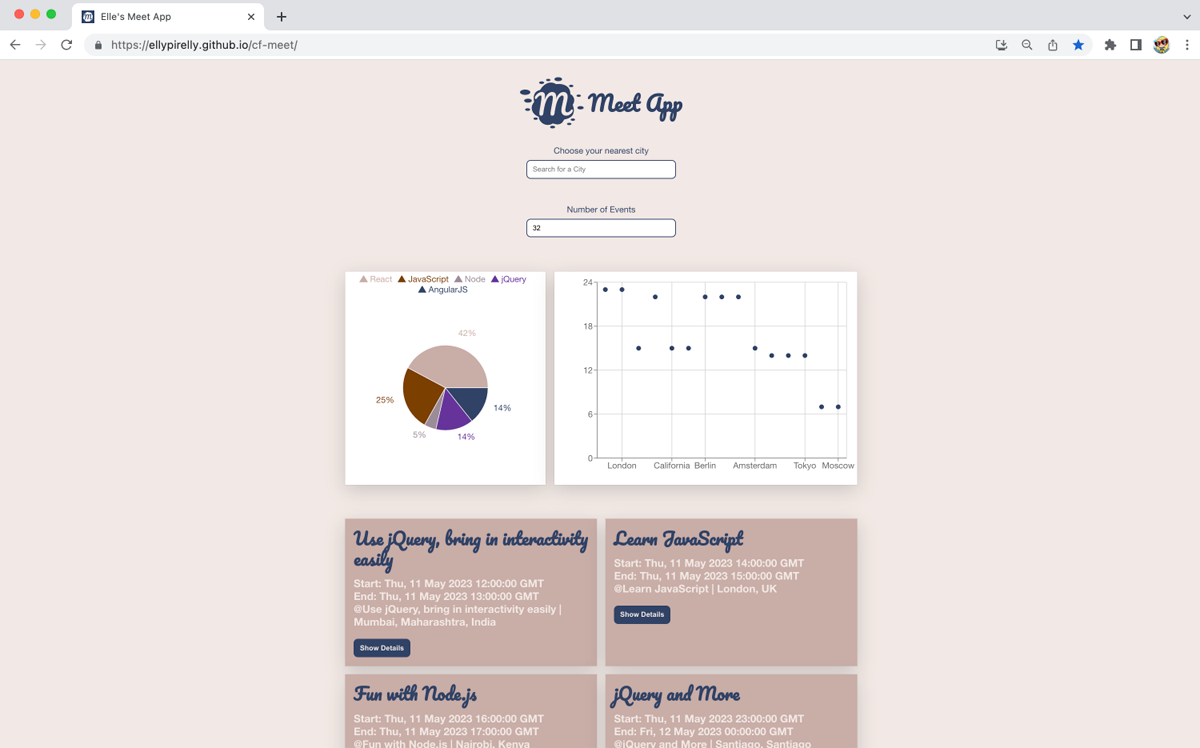 Elle's Meet App
https://ellypirelly.github.io/cf-meet/
m Meet App
Choose your nearest city
Search for a City
Number of Events
32
React JavaScript Node jQuery
AngularJS
42%
25%
14%
5%
14%
24
18
12
6
0
London California Berlin Amsterdam Tokyo Moscow
Use jQuery, bring in interactivity
easily
Start: Thu, 11 May 2023 12:00:00 GMT
End: Thu, 11 May 2023 13:00:00 GMT
@Use jQuery, bring in interactivity easily |
Mumbai, Maharashtra, India
Show Details
Learn JavaScript
Start: Thu, 11 May 2023 14:00:00 GMT
End: Thu, 11 May 2023 15:00:00 GMT
@Learn JavaScript | London, UK
Show Details
Fun with Node.js
Start: Thu, 11 May 2023 16:00:00 GMT
End: Thu, 11 May 2023 17:00:00 GMT
@Fun with Node.js | Nairobi, Kenya
jQuery and More
Start: Thu, 11 May 2023 23:00:00 GMT
End: Fri, 12 May 2023 00:00:00 GMT
@jQuery and More | Santiago, Santiago